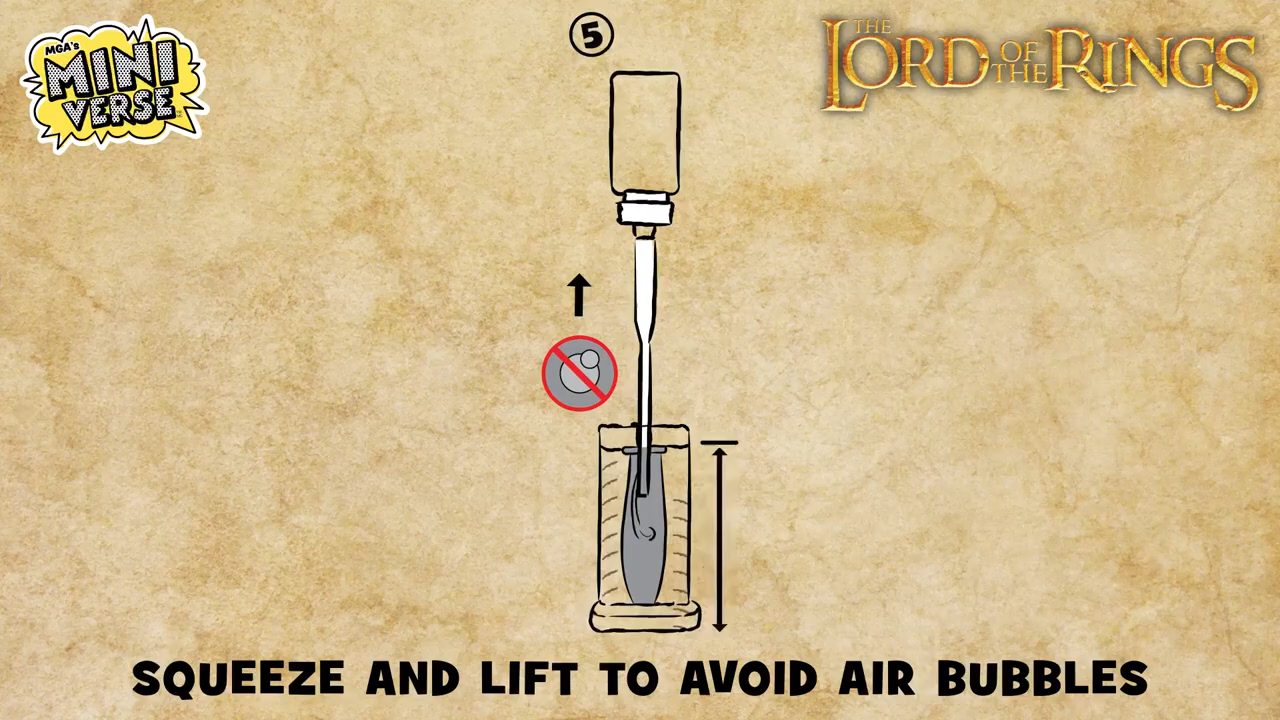 MGA's
MINI
VERSE
5
THE
LORD OF THE RINGS
SQUEEZE AND LIFT TO AVOID AIR BUBBLES